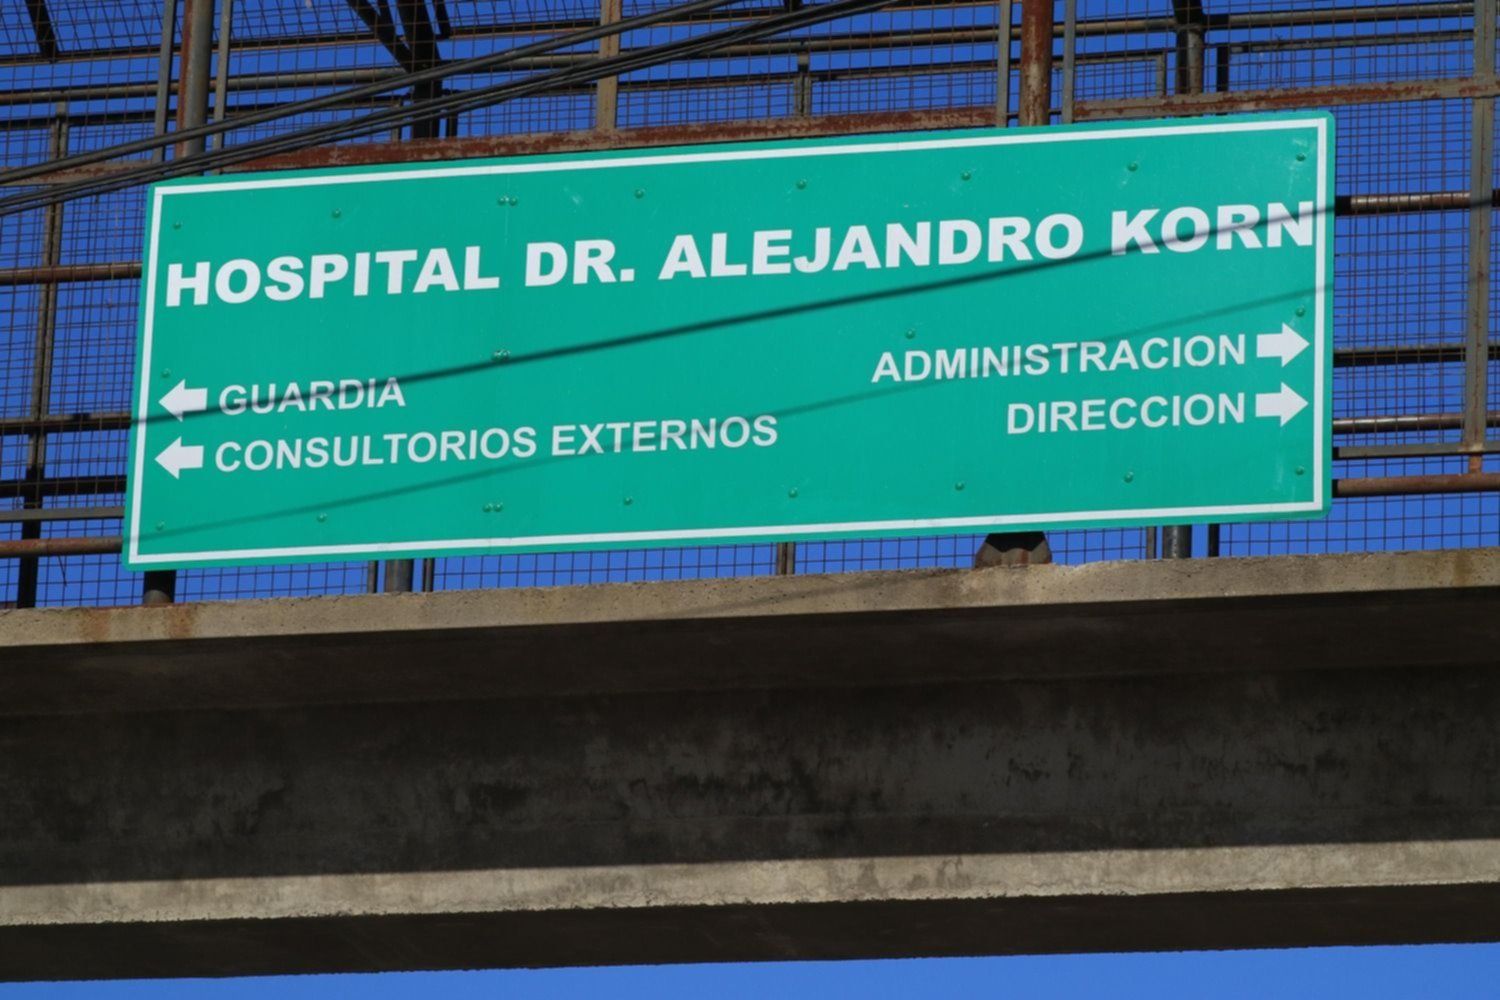 HOSPITAL DR. ALEJANDRO KORN
GUARDIA
CONSULTORIOS EXTERNOS
ADMINISTRACION
DIRECCION